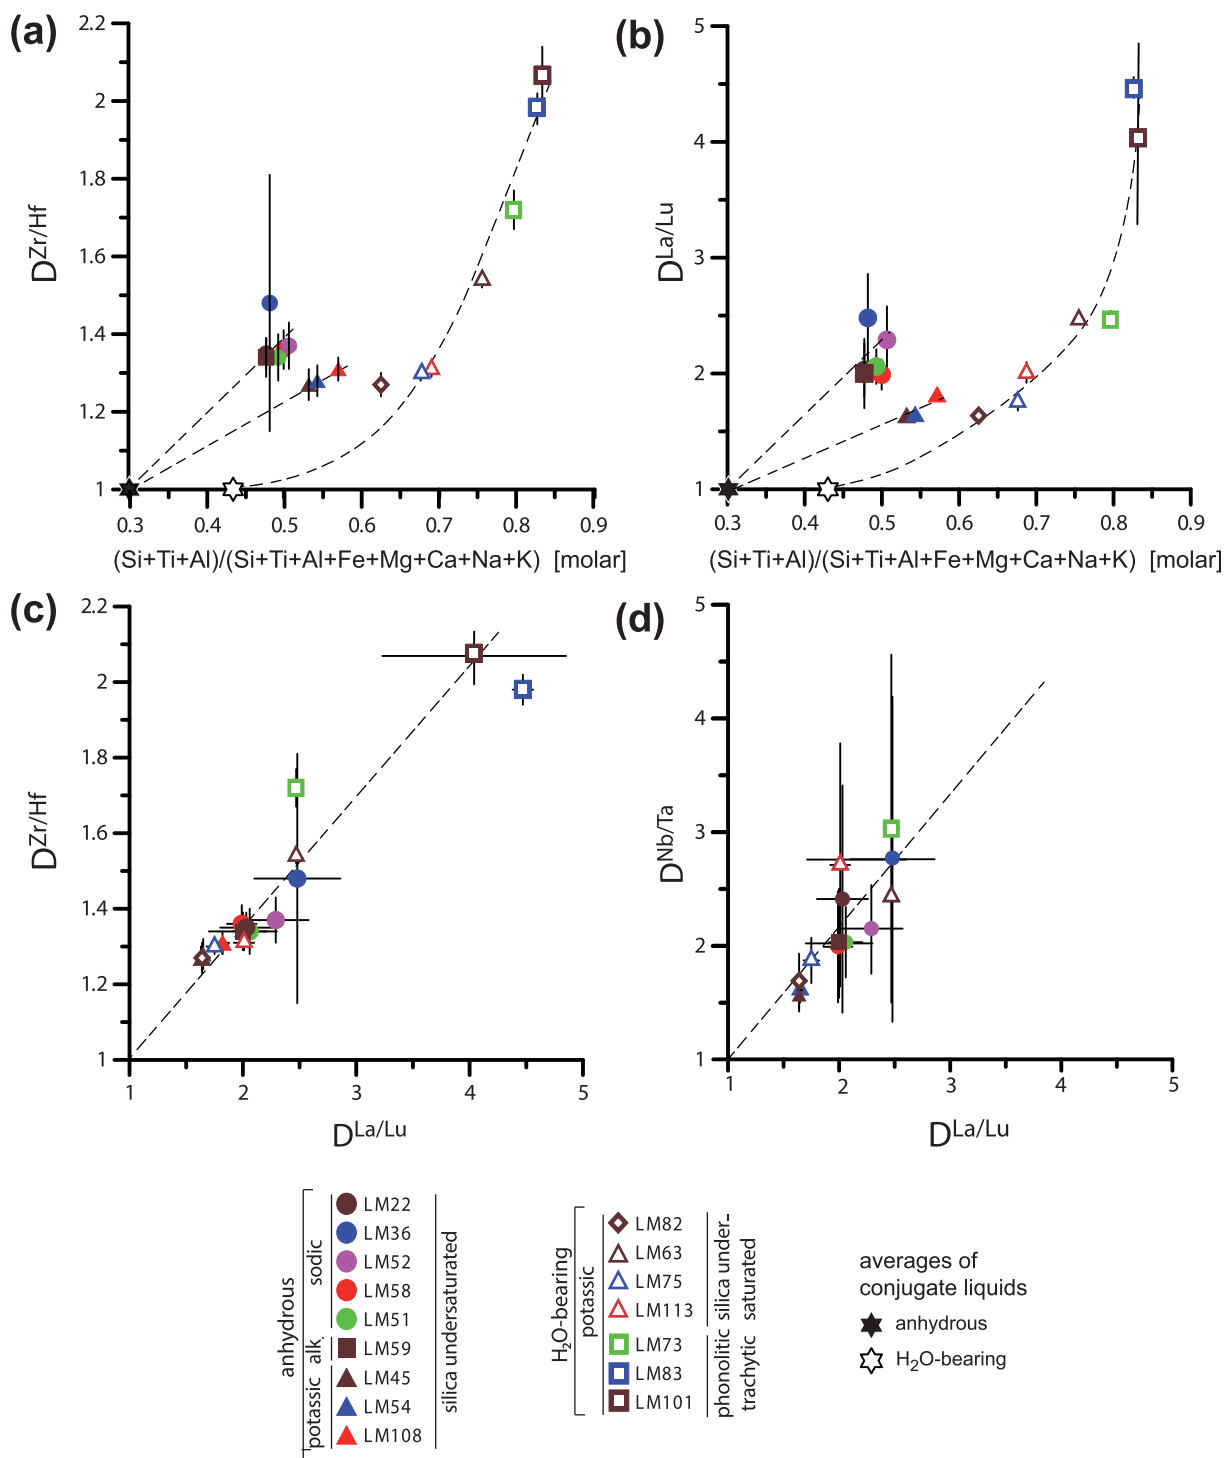 (a)
2.2
2
1.8
1.6
1.4
1.2
1
D^Zr/Hf
0.3 0.4 0.5 0.6 0.7 0.8 0.9
(Si+Ti+Al)/(Si+Ti+Al+Fe+Mg+Ca+Na+K) [molar]
(b)
5
4
3
2
1
D^La/Lu
0.3 0.4 0.5 0.6 0.7 0.8 0.9
(Si+Ti+Al)/(Si+Ti+Al+Fe+Mg+Ca+Na+K) [molar]
(c)
2.2
2
1.8
1.6
1.4
1.2
1
D^Zr/Hf
1 2 3 4 5
D^La/Lu
(d)
5
4
3
2
1
D^Nb/Ta
1 2 3 4 5
D^La/Lu
anhydrous
sodic
alk.
potassic
LM22
LM36
LM52
LM58
LM51
LM59
LM45
LM54
LM108
silica undersaturated
H₂O-bearing
potassic
LM82
LM63
LM75
LM113
LM73
LM83
LM101
silica under-
saturated
phonolitic
trachytic
averages of
conjugate liquids
anhydrous
H₂O-bearing